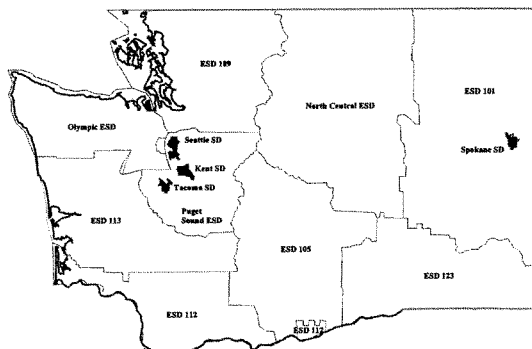 ESD 189
North Central ESD
ESD 101
Olympic ESD
Seattle SD
Spokane SD
Kent SD
Tacoma SD
Puget
Sound ESD
ESD 113
ESD 105
ESD 123
ESD 112
ESD 112